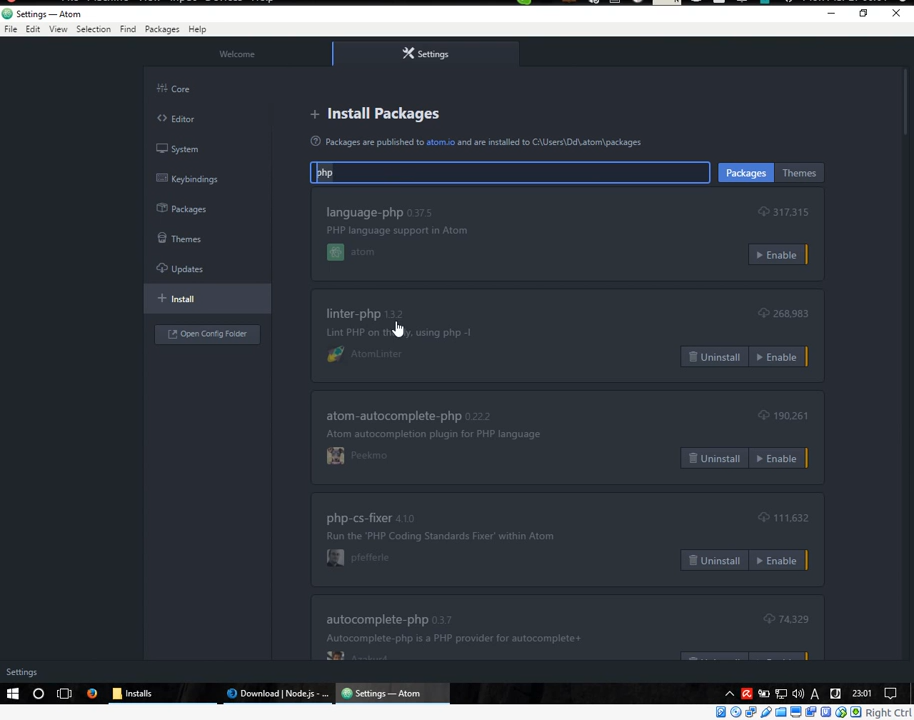 Settings — Atom
File Edit View Selection Find Packages Help
Welcome
Settings
Core
Editor
System
Keybindings
Packages
Themes
Updates
Install
Open Config Folder
Install Packages
Packages are published to atom.io and are installed to C:\Users\Dd\.atom\packages
php
Packages Themes
language-php 0.37.5 317,315
PHP language support in Atom
atom
Enable
linter-php 1.3.2 268,983
Lint PHP on the fly, using php -l
AtomLinter
Uninstall Enable
atom-autocomplete-php 0.22.2 190,261
Atom autocompletion plugin for PHP language
Peekmo
Uninstall Enable
php-cs-fixer 4.1.0 111,632
Run the 'PHP Coding Standards Fixer' within Atom
pfefferle
Uninstall Enable
autocomplete-php 0.3.7 74,329
Autocomplete-php is a PHP provider for autocomplete+
Settings
Installs
Download | Node.js - ...
Settings — Atom
23:01
Right Ctrl